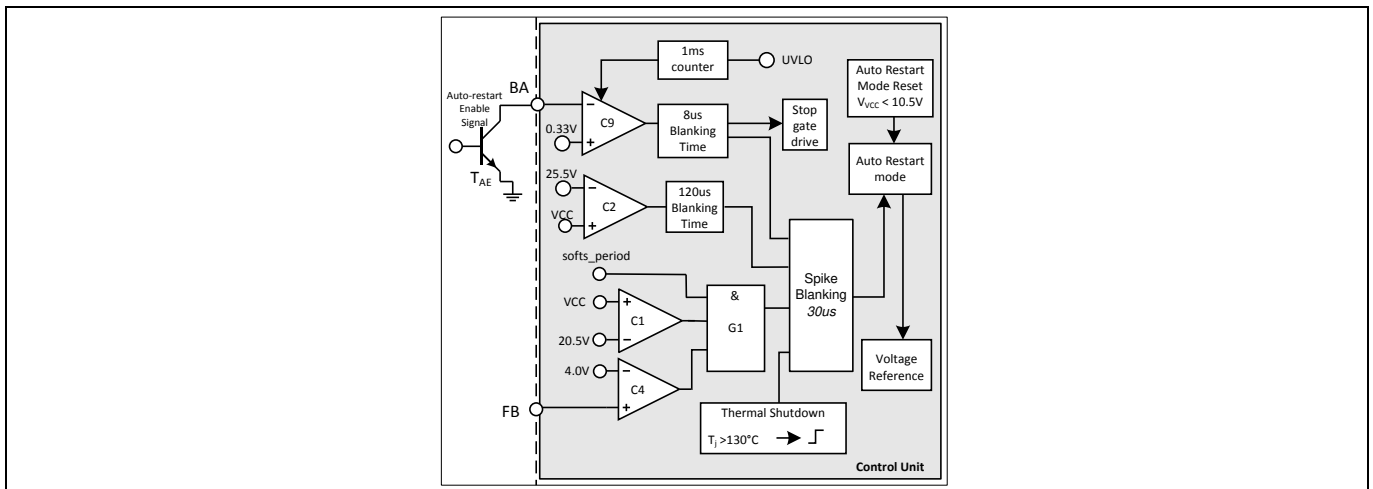 1ms
counter
UVLO
Auto Restart
Mode Reset
VVCC < 10.5V
BA
Auto-restart
Enable
Signal
TAE
0.33V
−
+
C9
8us
Blanking
Time
Stop
gate
drive
Auto Restart
mode
25.5V
VCC
−
+
C2
120us
Blanking
Time
softs_period
VCC
20.5V
+
−
C1
&
G1
Spike
Blanking
30us
4.0V
−
+
C4
FB
Voltage
Reference
Thermal Shutdown
Tj >130°C
Control Unit